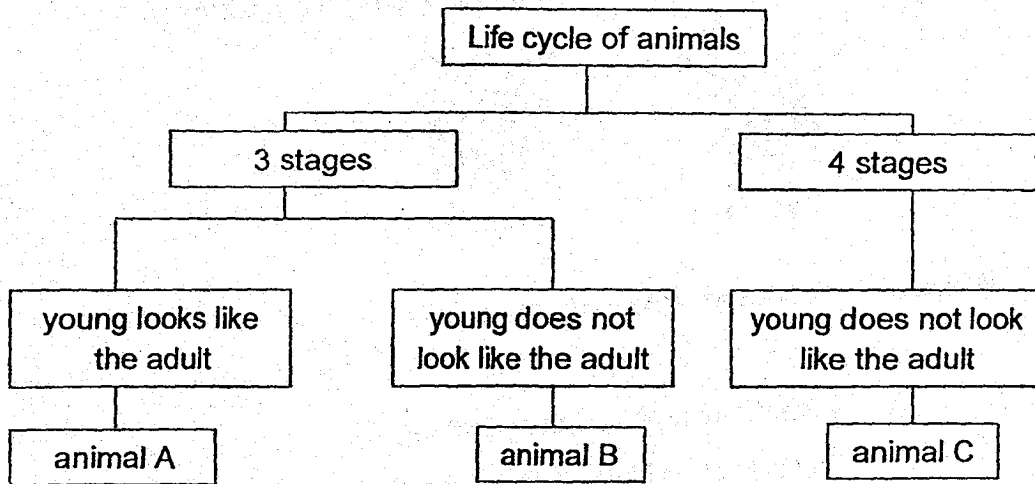 Life cycle of animals
3 stages
4 stages
young looks like
the adult
young does not
look like the adult
young does not look
like the adult
animal A
animal B
animal C